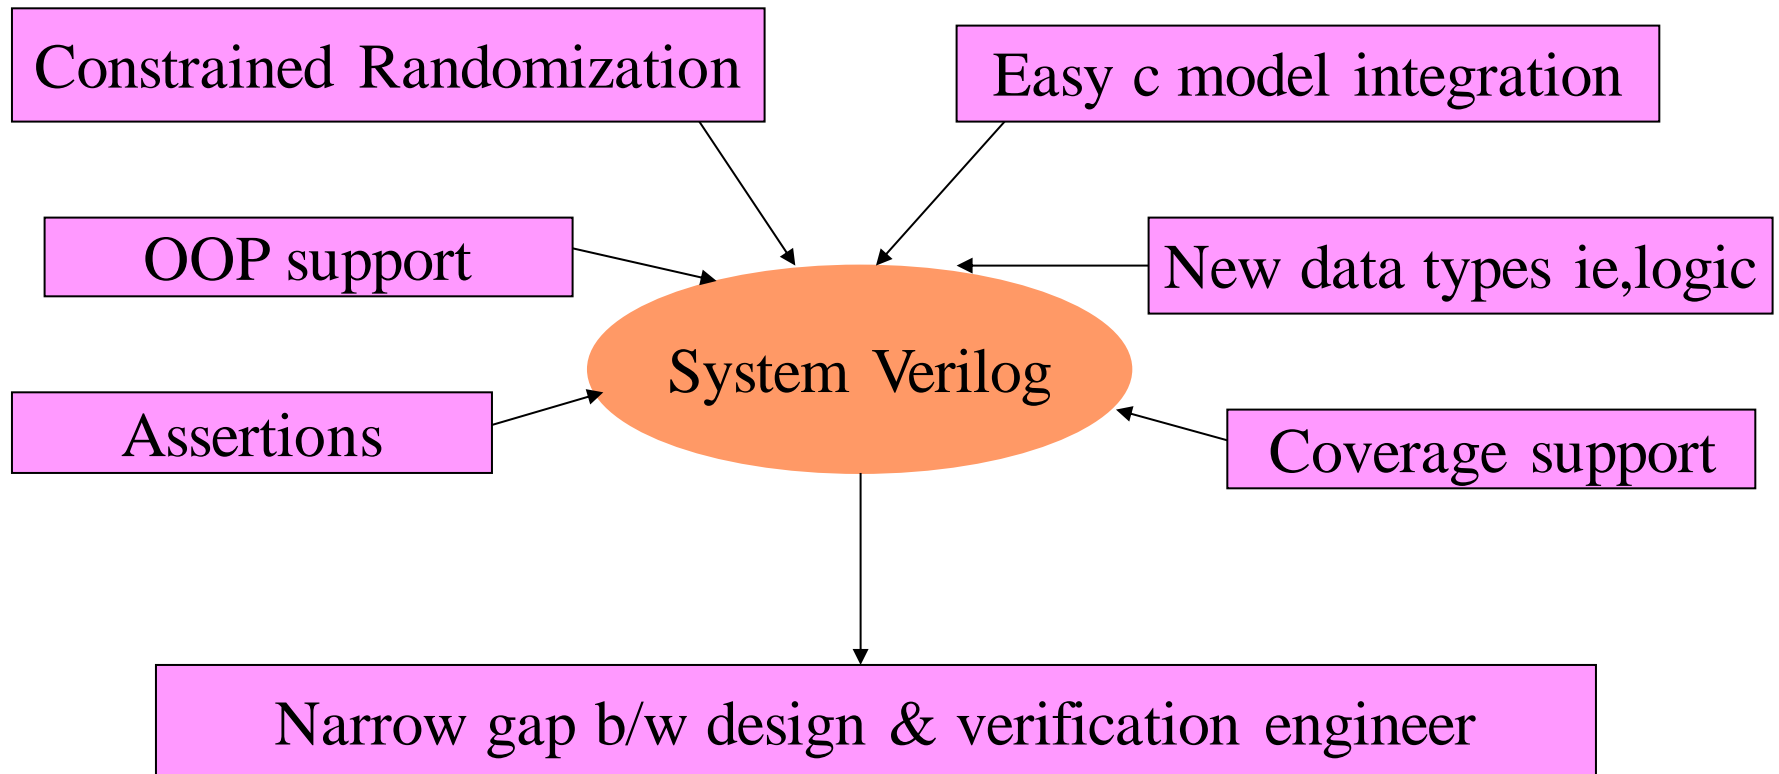 Constrained Randomization
Easy c model integration
OOP support
New data types ie,logic
System Verilog
Assertions
Coverage support
Narrow gap b/w design & verification engineer